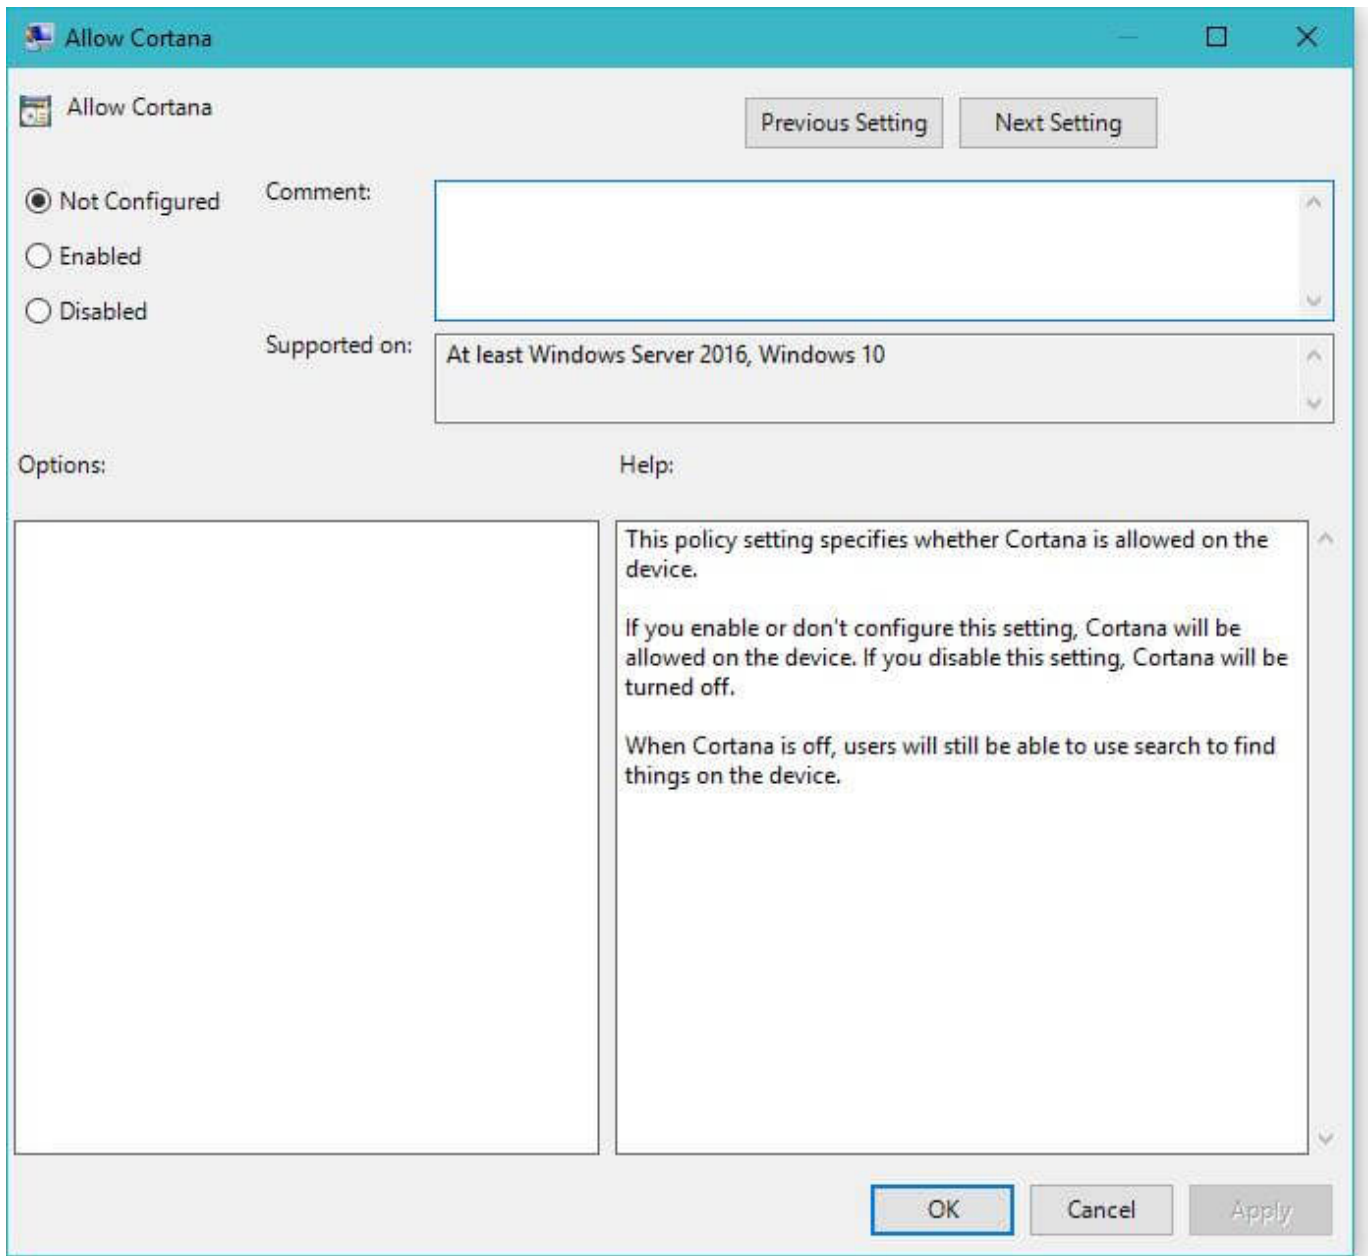 Allow Cortana
Allow Cortana
Previous Setting
Next Setting
Not Configured
Enabled
Disabled
Comment:
Supported on:
At least Windows Server 2016, Windows 10
Options:
Help:
This policy setting specifies whether Cortana is allowed on the
device.
If you enable or don't configure this setting, Cortana will be
allowed on the device. If you disable this setting, Cortana will be
turned off.
When Cortana is off, users will still be able to use search to find
things on the device.
OK
Cancel
Apply